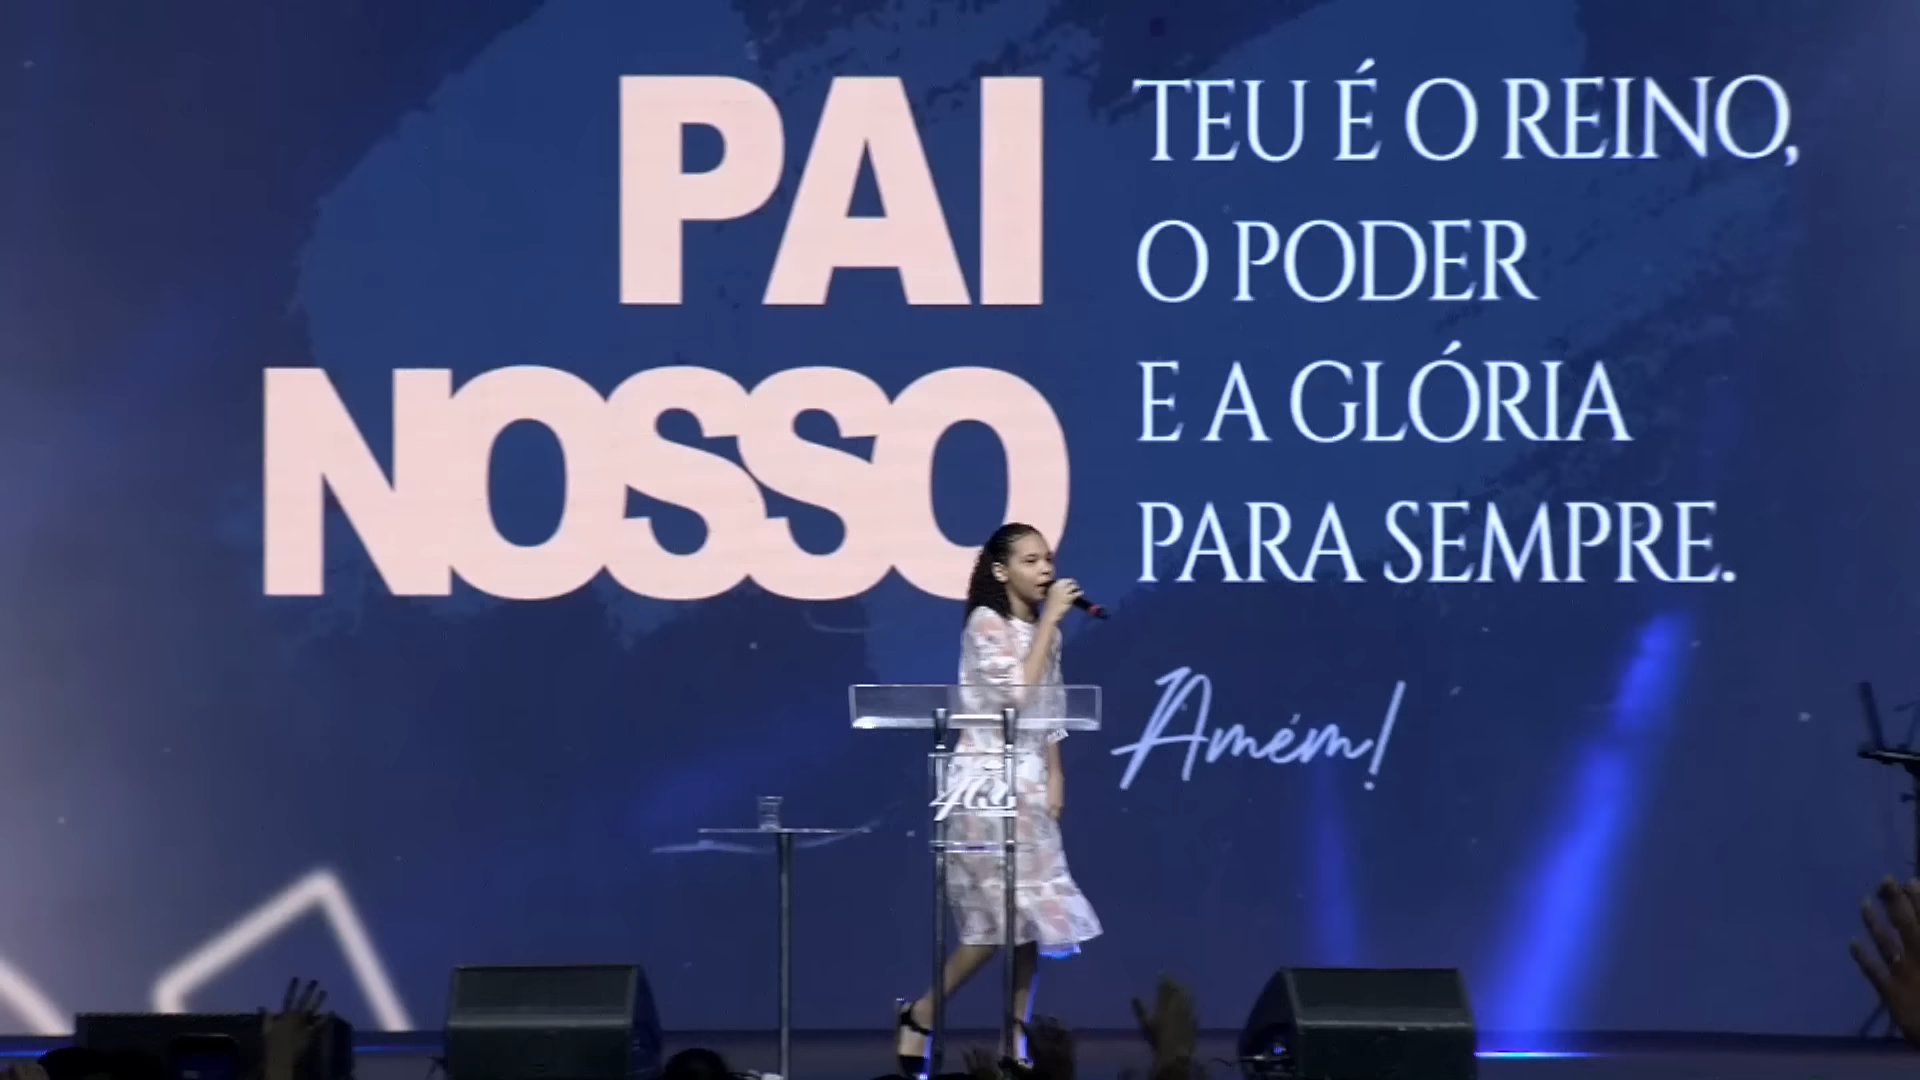 PAI
NOSSO
TEU É O REINO,
O PODER
E A GLÓRIA
PARA SEMPRE.
Amém!